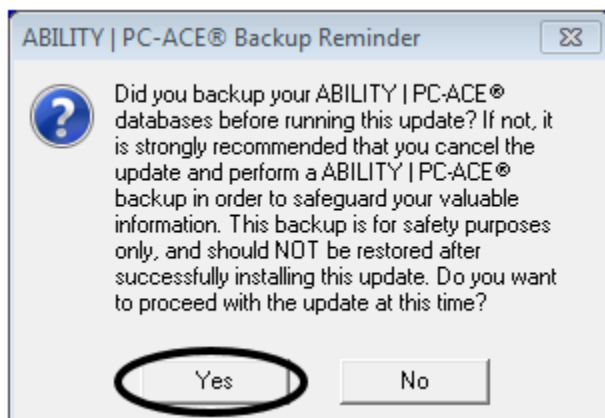 ABILITY | PC-ACE® Backup Reminder
Did you backup your ABILITY | PC-ACE®
databases before running this update? If not, it
is strongly recommended that you cancel the
update and perform a ABILITY | PC-ACE®
backup in order to safeguard your valuable
information. This backup is for safety purposes
only, and should NOT be restored after
successfully installing this update. Do you want
to proceed with the update at this time?
Yes No